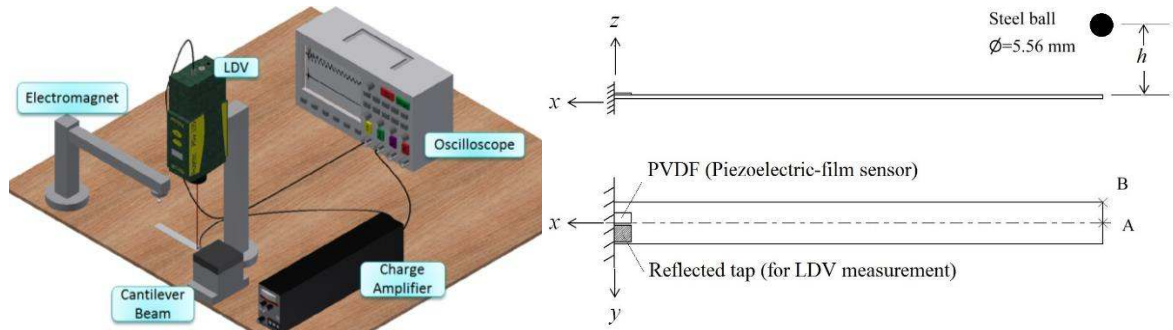 LDV
Electromagnet
Oscilloscope
Charge
Amplifier
Cantilever
Beam
z
Steel ball
Ø=5.56 mm
h
x
PVDF (Piezoelectric-film sensor)
B
x
A
Reflected tap (for LDV measurement)
y